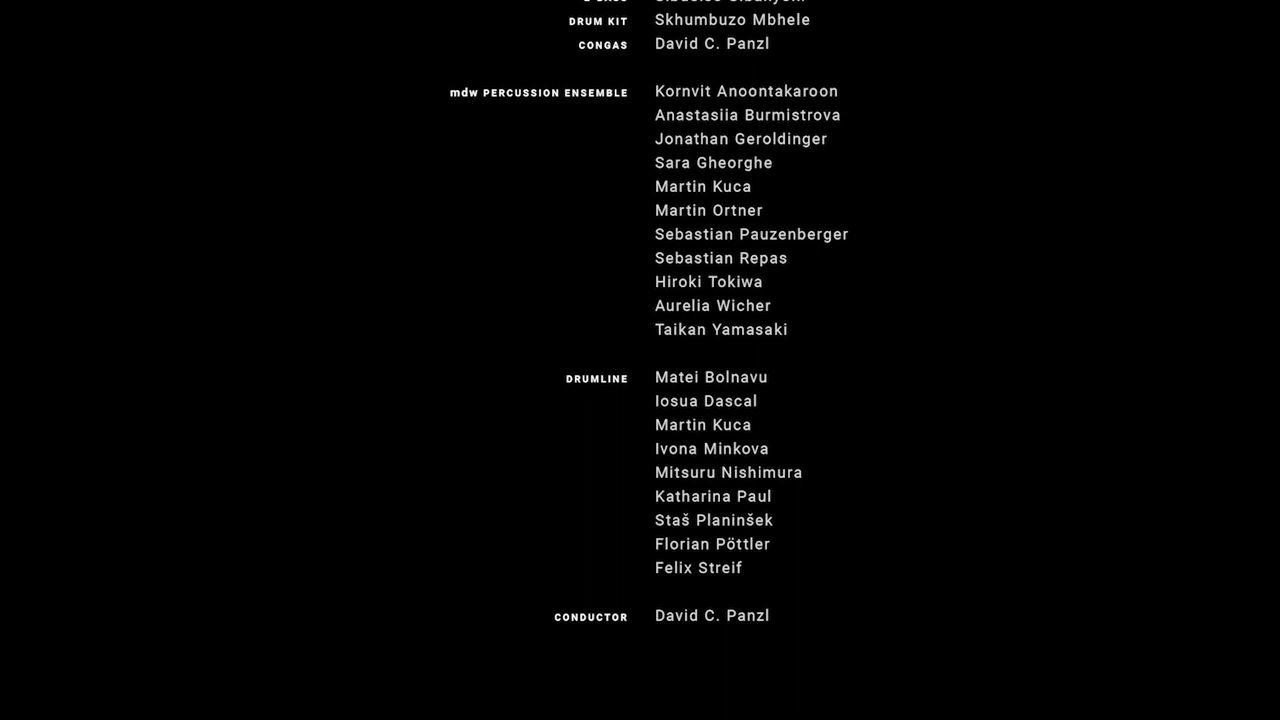 DRUM KIT Skhumbuzo Mbhele
CONGAS David C. Panzl
mdw PERCUSSION ENSEMBLE Kornvit Anoontakaroon
Anastasiia Burmistrova
Jonathan Geroldinger
Sara Gheorghe
Martin Kuca
Martin Ortner
Sebastian Pauzenberger
Sebastian Repas
Hiroki Tokiwa
Aurelia Wicher
Taikan Yamasaki
DRUMLINE Matei Bolnavu
Iosua Dascal
Martin Kuca
Ivona Minkova
Mitsuru Nishimura
Katharina Paul
Staš Planinšek
Florian Pöttler
Felix Streif
CONDUCTOR David C. Panzl